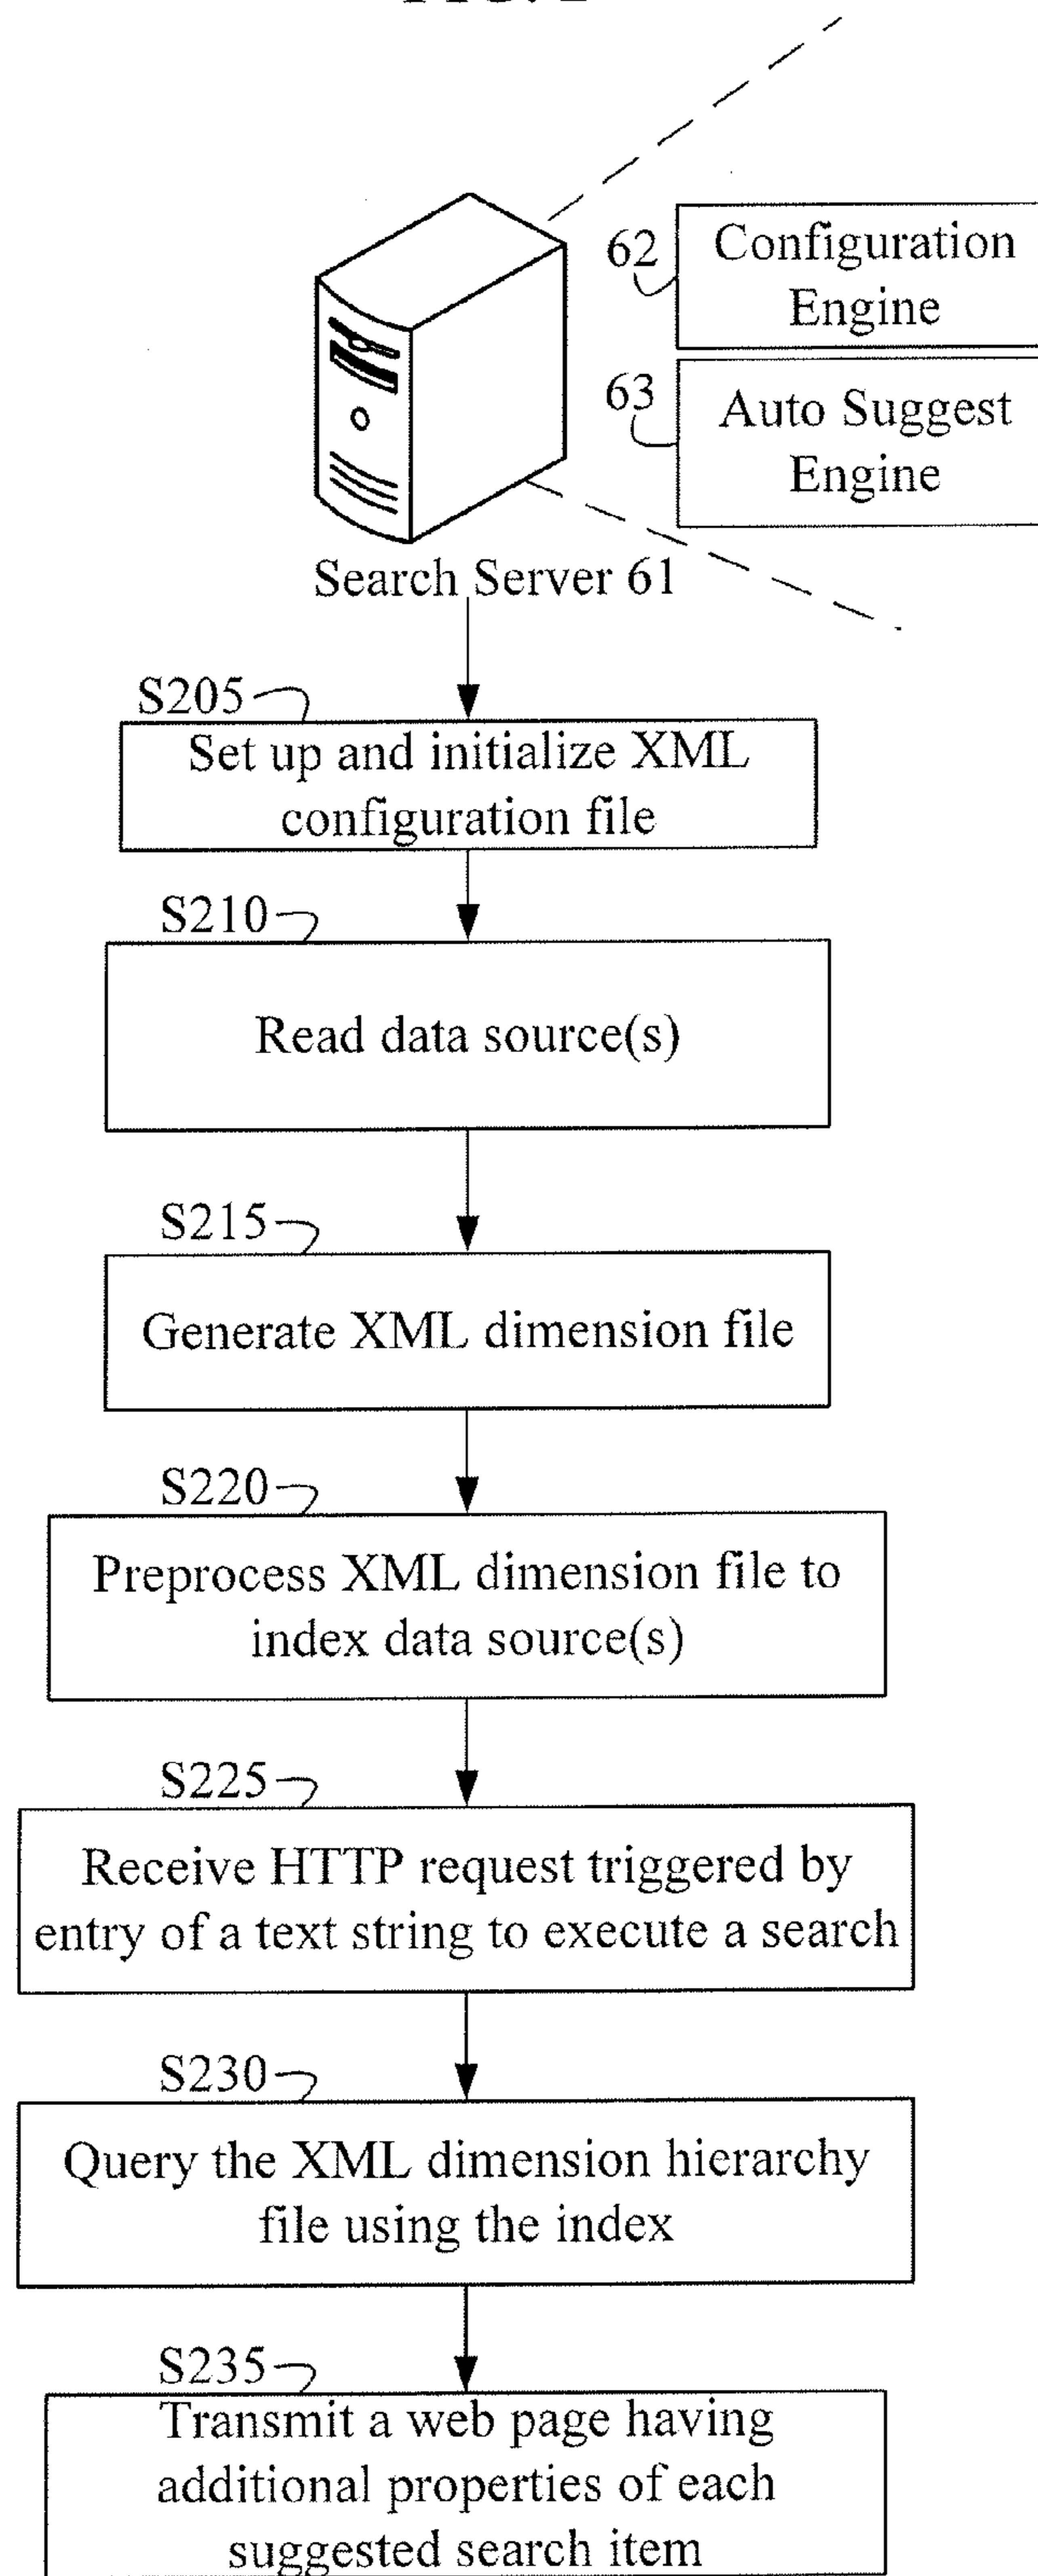 62
Configuration
Engine
63
Auto Suggest
Engine
Search Server 61
S205
Set up and initialize XML
configuration file
S210
Read data source(s)
S215
Generate XML dimension file
S220
Preprocess XML dimension file to
index data source(s)
S225
Receive HTTP request triggered by
entry of a text string to execute a search
S230
Query the XML dimension hierarchy
file using the index
S235
Transmit a web page having
additional properties of each
suggested search item